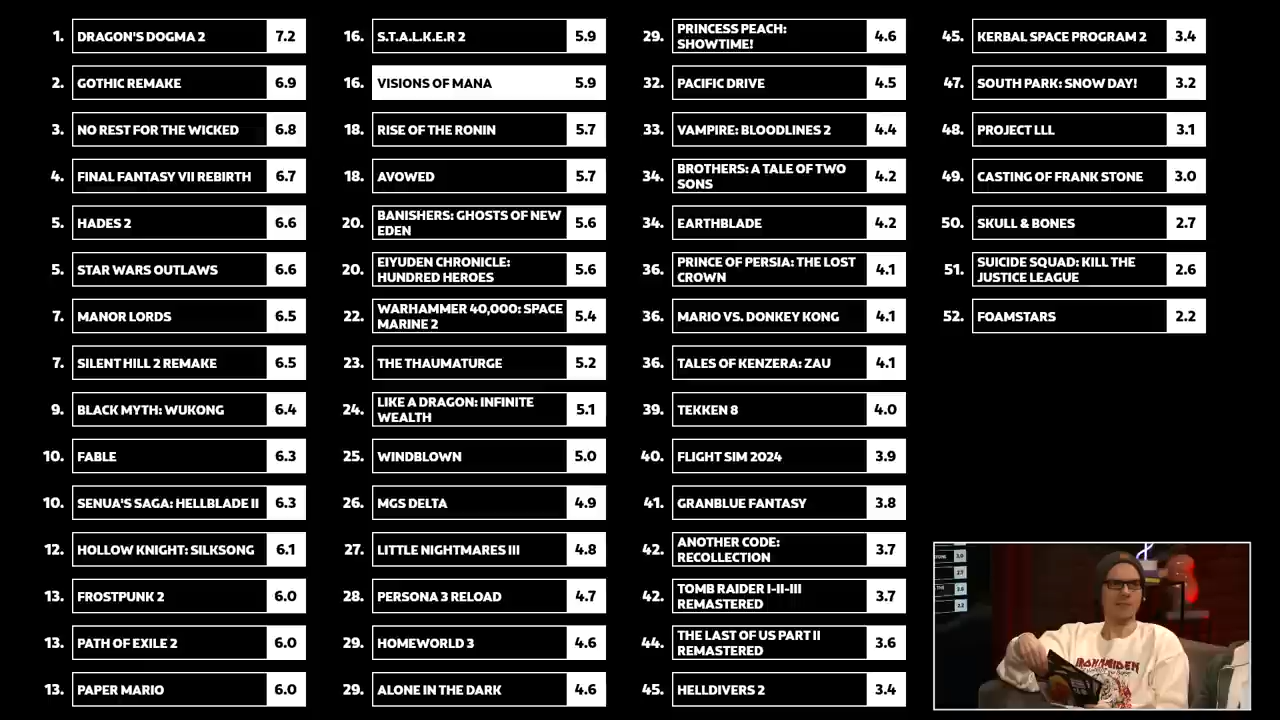 1. DRAGON'S DOGMA 2 7.2
2. GOTHIC REMAKE 6.9
3. NO REST FOR THE WICKED 6.8
4. FINAL FANTASY VII REBIRTH 6.7
5. HADES 2 6.6
5. STAR WARS OUTLAWS 6.6
7. MANOR LORDS 6.5
7. SILENT HILL 2 REMAKE 6.5
9. BLACK MYTH: WUKONG 6.4
10. FABLE 6.3
10. SENUA'S SAGA: HELLBLADE II 6.3
12. HOLLOW KNIGHT: SILKSONG 6.1
13. FROSTPUNK 2 6.0
13. PATH OF EXILE 2 6.0
13. PAPER MARIO 6.0
16. S.T.A.L.K.E.R 2 5.9
16. VISIONS OF MANA 5.9
18. RISE OF THE RONIN 5.7
18. AVOWED 5.7
20. BANISHERS: GHOSTS OF NEW
EDEN 5.6
20. EIYUDEN CHRONICLE:
HUNDRED HEROES 5.6
22. WARHAMMER 40,000: SPACE
MARINE 2 5.4
23. THE THAUMATURGE 5.2
24. LIKE A DRAGON: INFINITE
WEALTH 5.1
25. WINDBLOWN 5.0
26. MGS DELTA 4.9
27. LITTLE NIGHTMARES III 4.8
28. PERSONA 3 RELOAD 4.7
29. HOMEWORLD 3 4.6
29. ALONE IN THE DARK 4.6
29. PRINCESS PEACH:
SHOWTIME! 4.6
32. PACIFIC DRIVE 4.5
33. VAMPIRE: BLOODLINES 2 4.4
34. BROTHERS: A TALE OF TWO
SONS 4.2
34. EARTHBLADE 4.2
36. PRINCE OF PERSIA: THE LOST
CROWN 4.1
36. MARIO VS. DONKEY KONG 4.1
36. TALES OF KENZERA: ZAU 4.1
39. TEKKEN 8 4.0
40. FLIGHT SIM 2024 3.9
41. GRANBLUE FANTASY 3.8
42. ANOTHER CODE:
RECOLLECTION 3.7
42. TOMB RAIDER I-II-III
REMASTERED 3.7
44. THE LAST OF US PART II
REMASTERED 3.6
45. HELLDIVERS 2 3.4
45. KERBAL SPACE PROGRAM 2 3.4
47. SOUTH PARK: SNOW DAY! 3.2
48. PROJECT LLL 3.1
49. CASTING OF FRANK STONE 3.0
50. SKULL & BONES 2.7
51. SUICIDE SQUAD: KILL THE
JUSTICE LEAGUE 2.6
52. FOAMSTARS 2.2
IRON MAIDEN